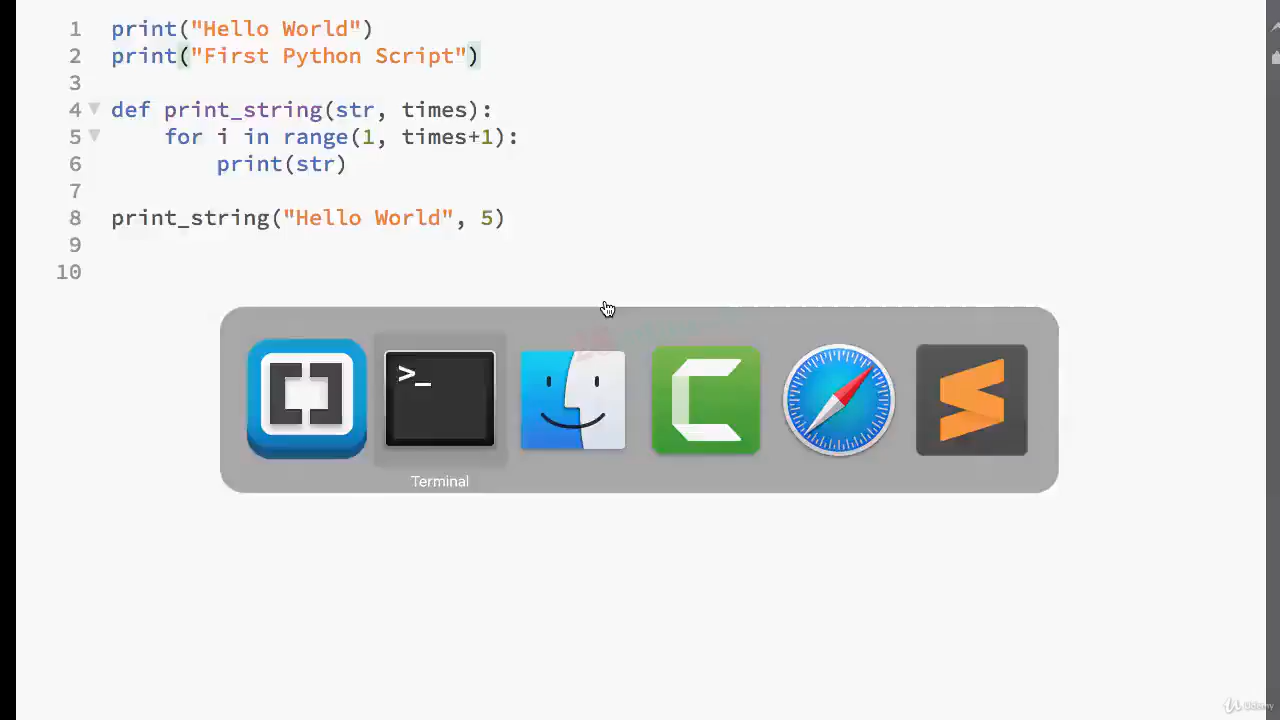 1 print("Hello World")
2 print("First Python Script")
3
4 def print_string(str, times):
5 for i in range(1, times+1):
6 print(str)
7
8 print_string("Hello World", 5)
9
10
>_
Terminal
Udemy